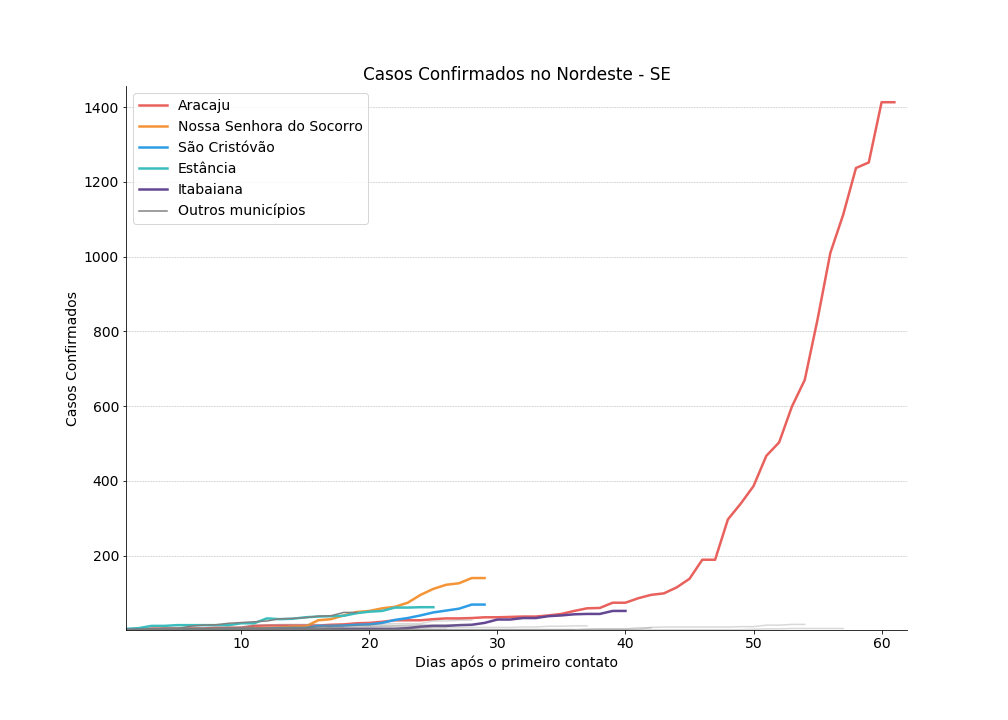 Casos Confirmados no Nordeste - SE
Aracaju
Nossa Senhora do Socorro
São Cristóvão
Estância
Itabaiana
Outros municípios
1400
1200
1000
800
600
400
200
Casos Confirmados
10
20
30
40
50
60
Dias após o primeiro contato